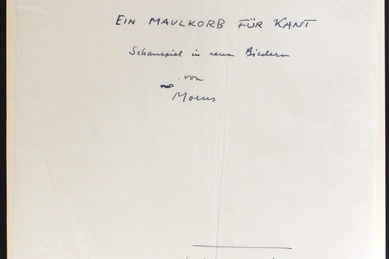 EIN MAULKORB FÜR KANT
Schauspiel in neun Bildern
von
Morus